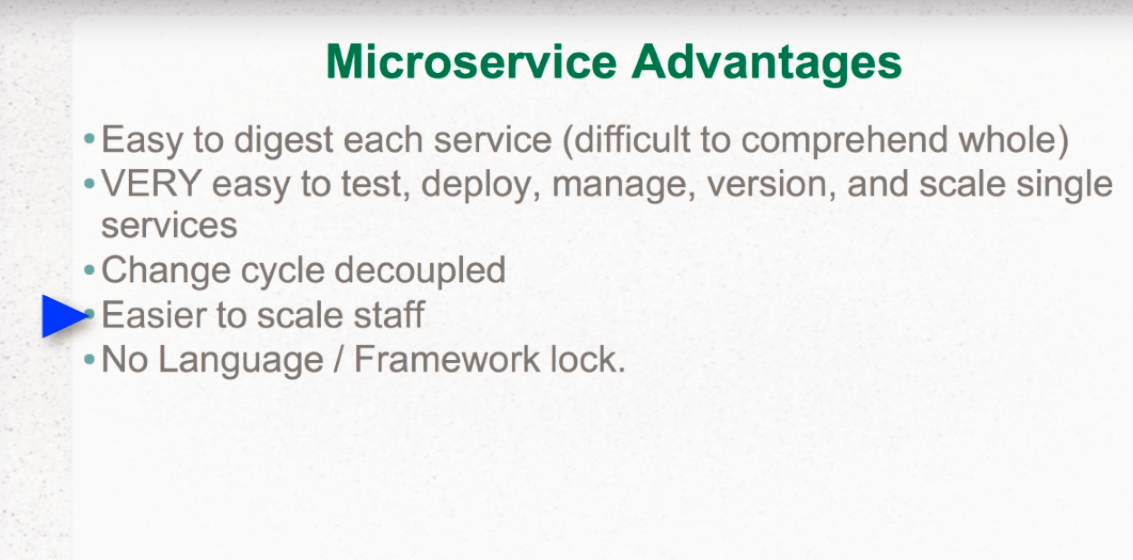 Microservice Advantages
•Easy to digest each service (difficult to comprehend whole)
•VERY easy to test, deploy, manage, version, and scale single
services
•Change cycle decoupled
•Easier to scale staff
•No Language / Framework lock.